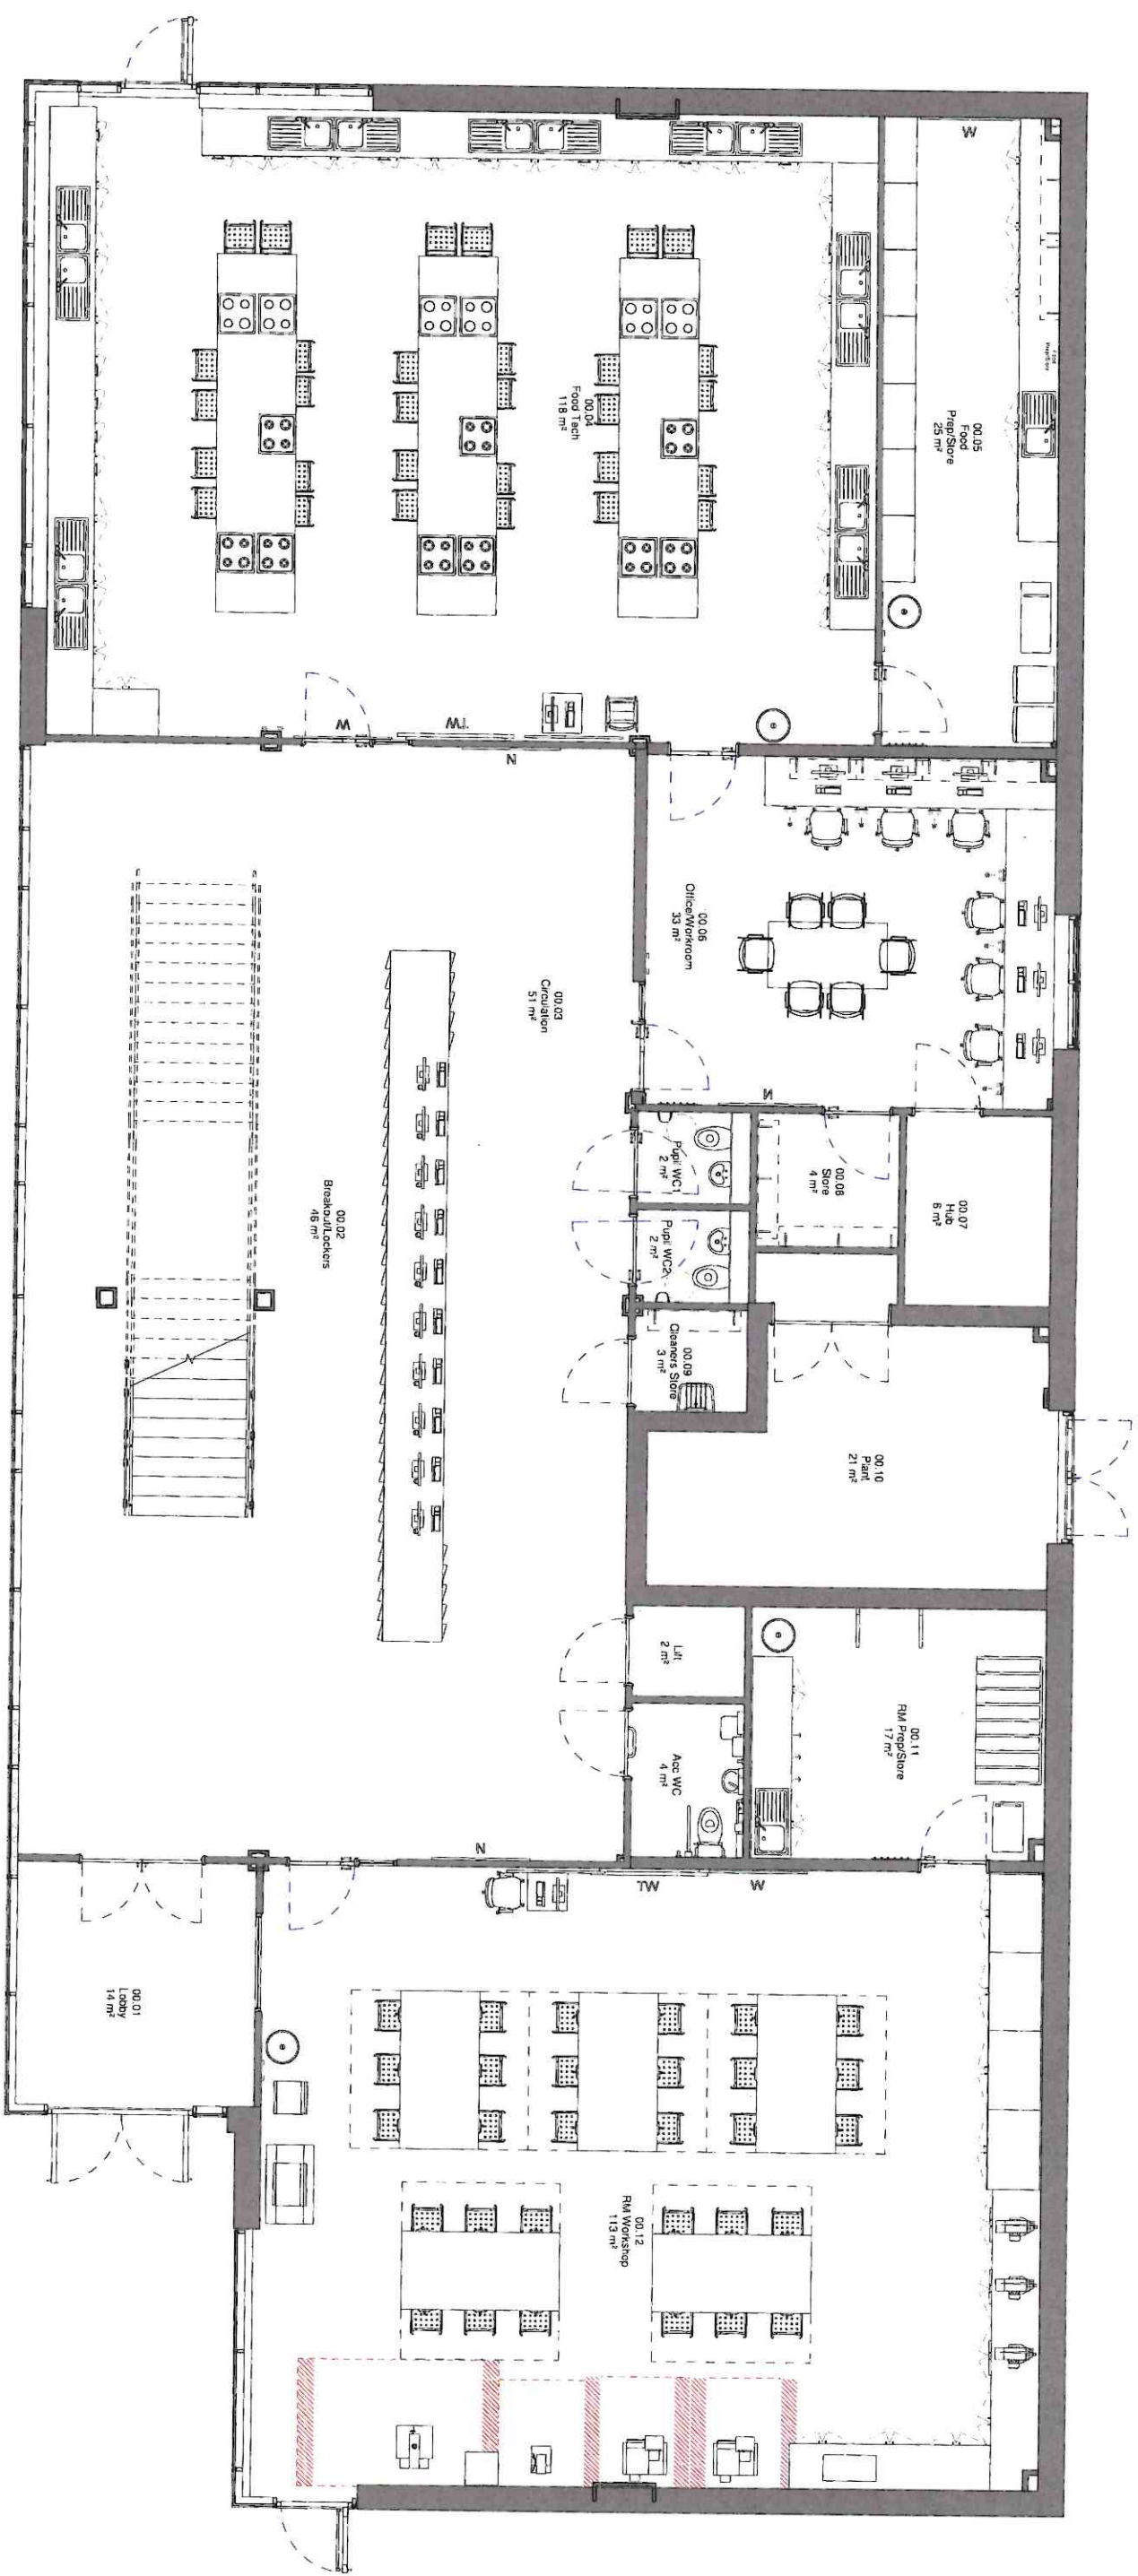 W
00.05
Food
Prep/Store
25 m²
00.04
Food Tech
118 m²
W
TW
N
00.06
Office/Workroom
33 m²
00.03
Circulation
51 m²
N
Pupil WC1
2 m²
00.08
Store
4 m²
00.07
Hub
6 m²
00.02
Breakout/Lockers
46 m²
Pupil WC2
2 m²
00.09
Cleaners Store
3 m²
00.10
Plant
21 m²
Lift
2 m²
00.11
RM Prep/Store
17 m²
Acc WC
4 m²
N
TW
W
00.01
Lobby
14 m²
00.12
RM Workshop
113 m²